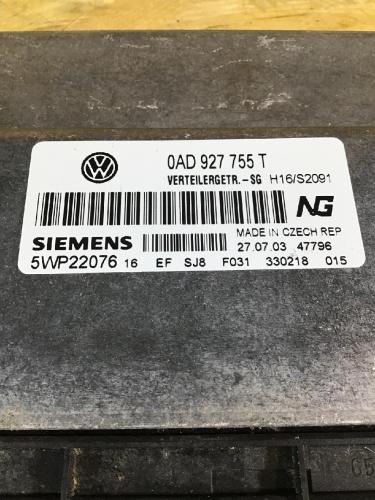 0AD 927 755 T
VERTEILERGETR.-SG H16/S2091
NG
SIEMENS
MADE IN CZECH REP
27.07.03 47796
5WP22076 16 EF SJ8 F031 330218 015